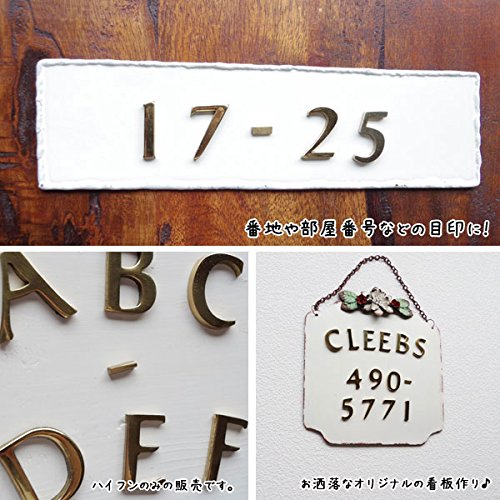 17-25
番地や部屋番号などの目印に!
ABC
-
DEF
ハイフンのみの販売です。
CLEEBS
490-
5771
お洒落なオリジナルの看板作り♪